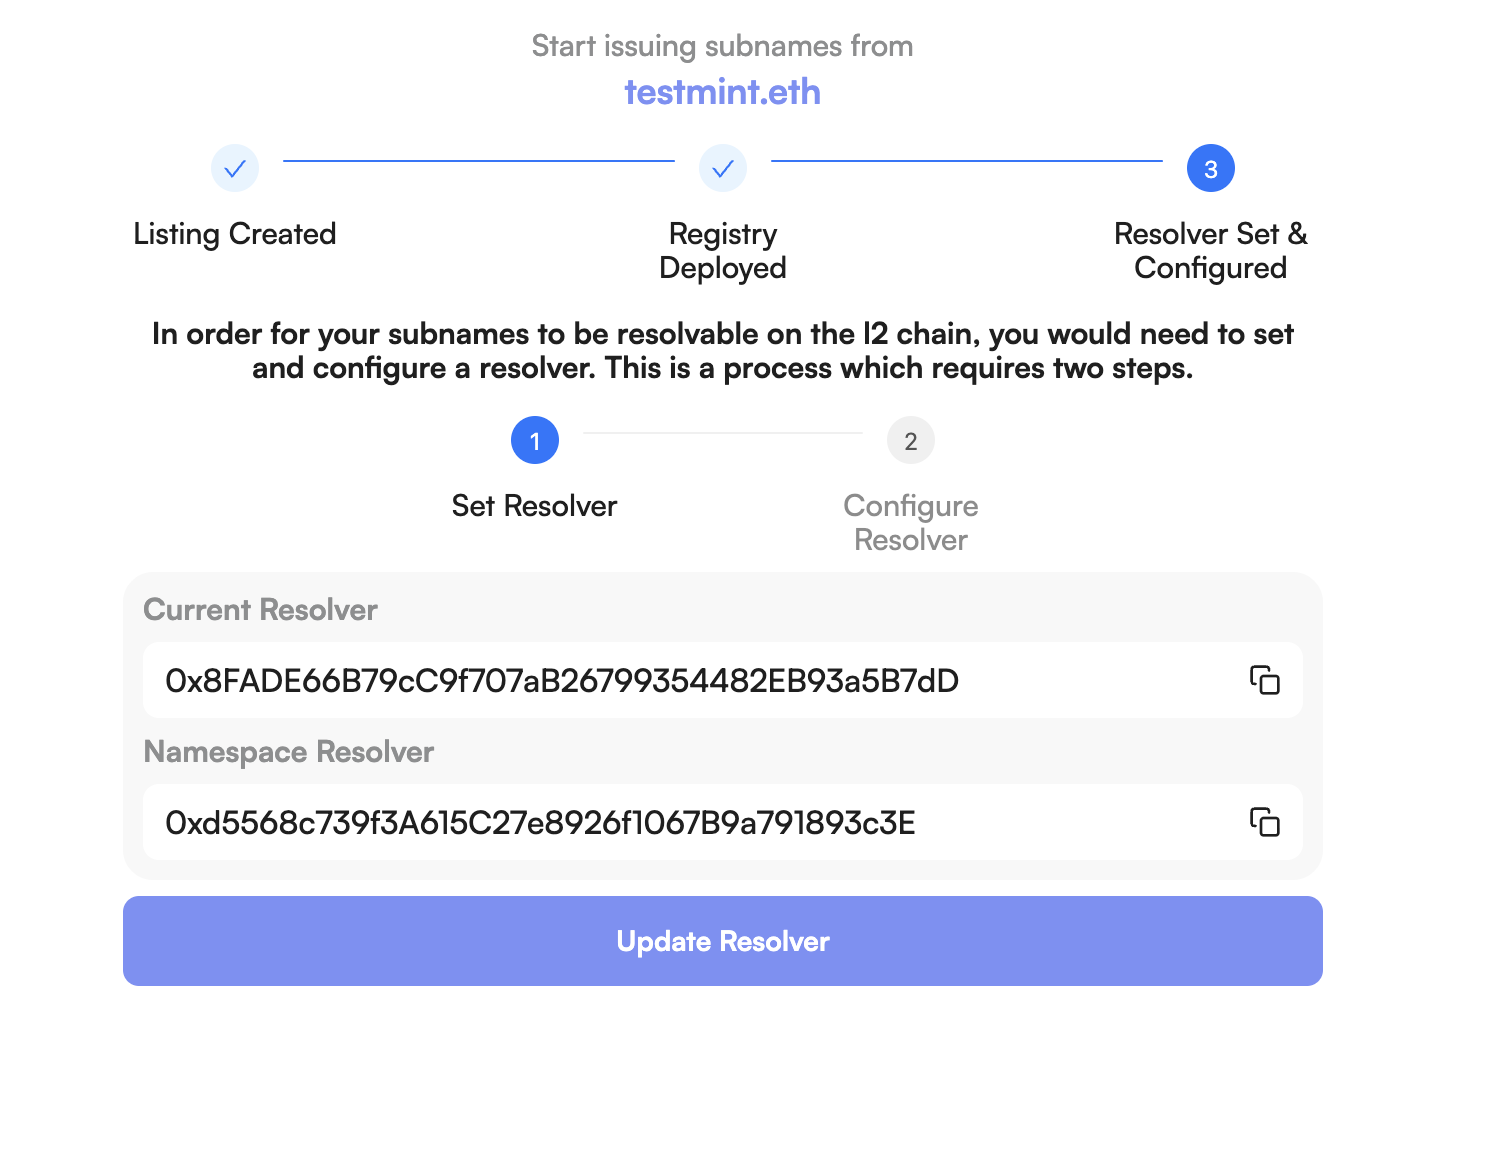 Start issuing subnames from
testmint.eth
3
Listing Created
Registry
Deployed
Resolver Set &
Configured
In order for your subnames to be resolvable on the l2 chain, you would need to set
and configure a resolver. This is a process which requires two steps.
1
2
Set Resolver
Configure
Resolver
Current Resolver
0x8FADE66B79cC9f707aB26799354482EB93a5B7dD
Namespace Resolver
0xd5568c739f3A615C27e8926f1067B9a791893c3E
Update Resolver